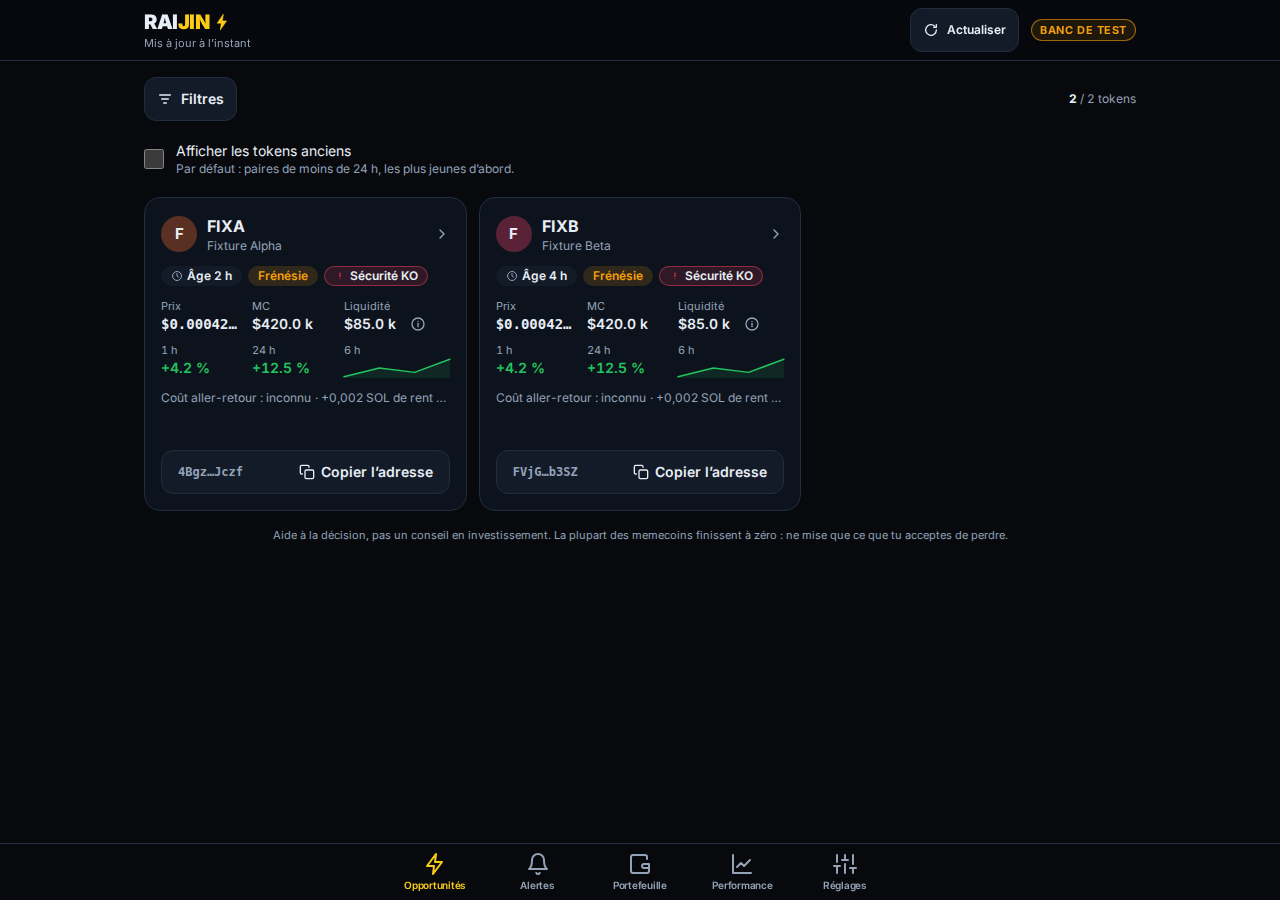 RAIJIN
Mis à jour à l'instant
Actualiser
BANC DE TEST
Filtres
2 / 2 tokens
Afficher les tokens anciens
Par défaut : paires de moins de 24 h, les plus jeunes d’abord.
F
FIXA
Fixture Alpha
Âge 2 h
Frénésie
! Sécurité KO
Prix
MC
Liquidité
$0.00042…
$420.0 k
$85.0 k
1 h
24 h
6 h
+4.2 %
+12.5 %
Coût aller-retour : inconnu · +0,002 SOL de rent …
4Bgz…Jczf
Copier l’adresse
F
FIXB
Fixture Beta
Âge 4 h
Frénésie
! Sécurité KO
Prix
MC
Liquidité
$0.00042…
$420.0 k
$85.0 k
1 h
24 h
6 h
+4.2 %
+12.5 %
Coût aller-retour : inconnu · +0,002 SOL de rent …
FVjG…b3SZ
Copier l’adresse
Aide à la décision, pas un conseil en investissement. La plupart des memecoins finissent à zéro : ne mise que ce que tu acceptes de perdre.
Opportunités
Alertes
Portefeuille
Performance
Réglages